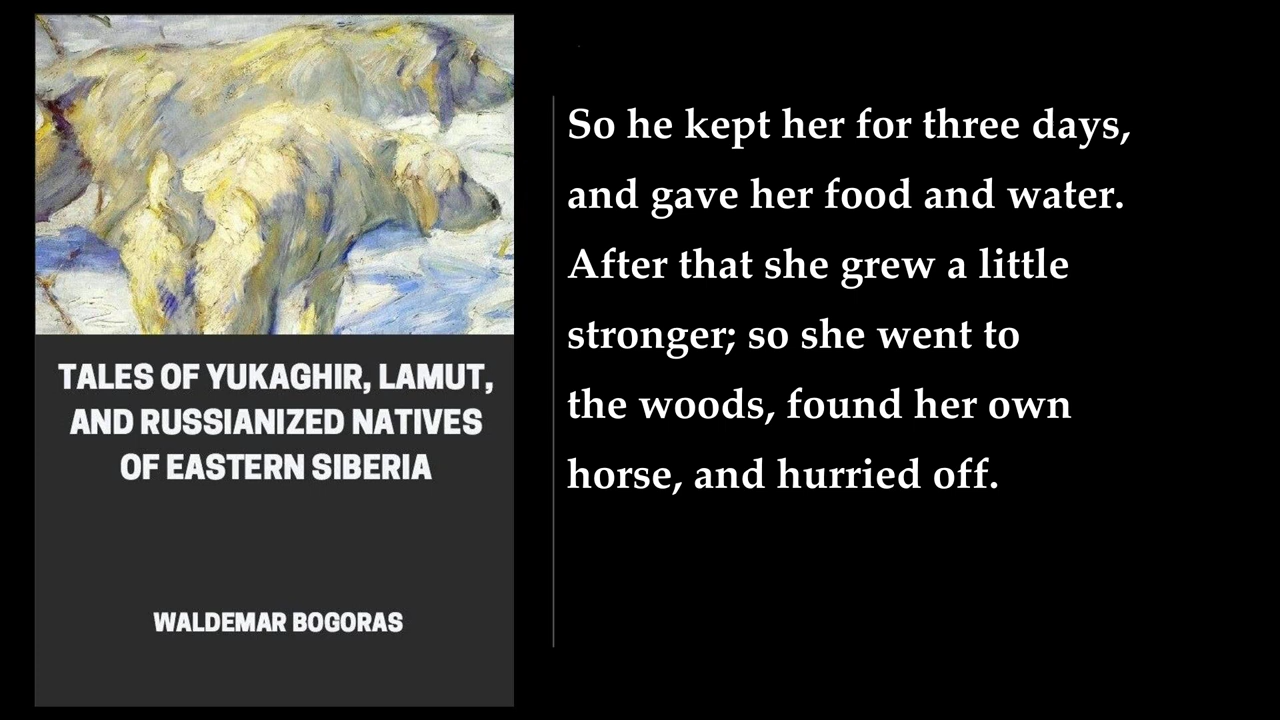 TALES OF YUKAGHIR, LAMUT,
AND RUSSIANIZED NATIVES
OF EASTERN SIBERIA
WALDEMAR BOGORAS
So he kept her for three days,
and gave her food and water.
After that she grew a little
stronger; so she went to
the woods, found her own
horse, and hurried off.